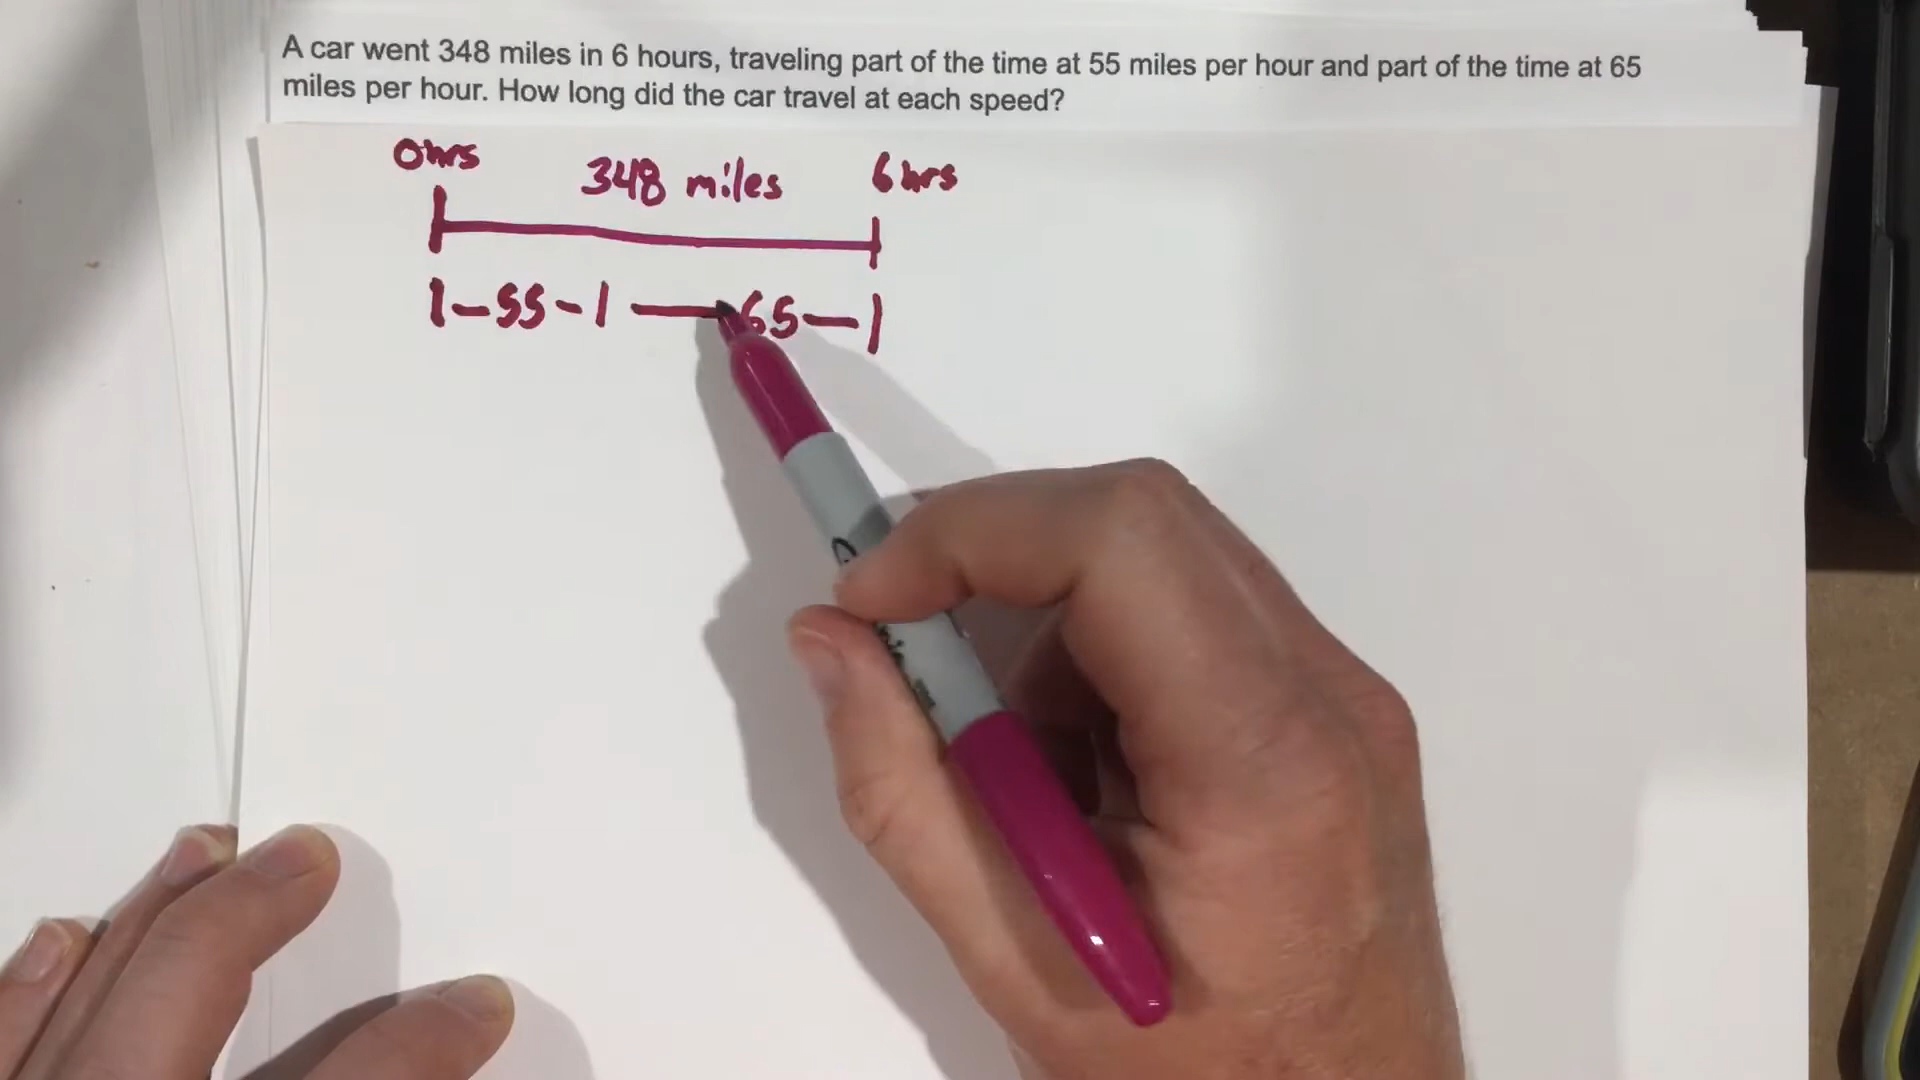 A car went 348 miles in 6 hours, traveling part of the time at 55 miles per hour and part of the time at 65
miles per hour. How long did the car travel at each speed?
0hrs 348 miles 6hrs
55 65